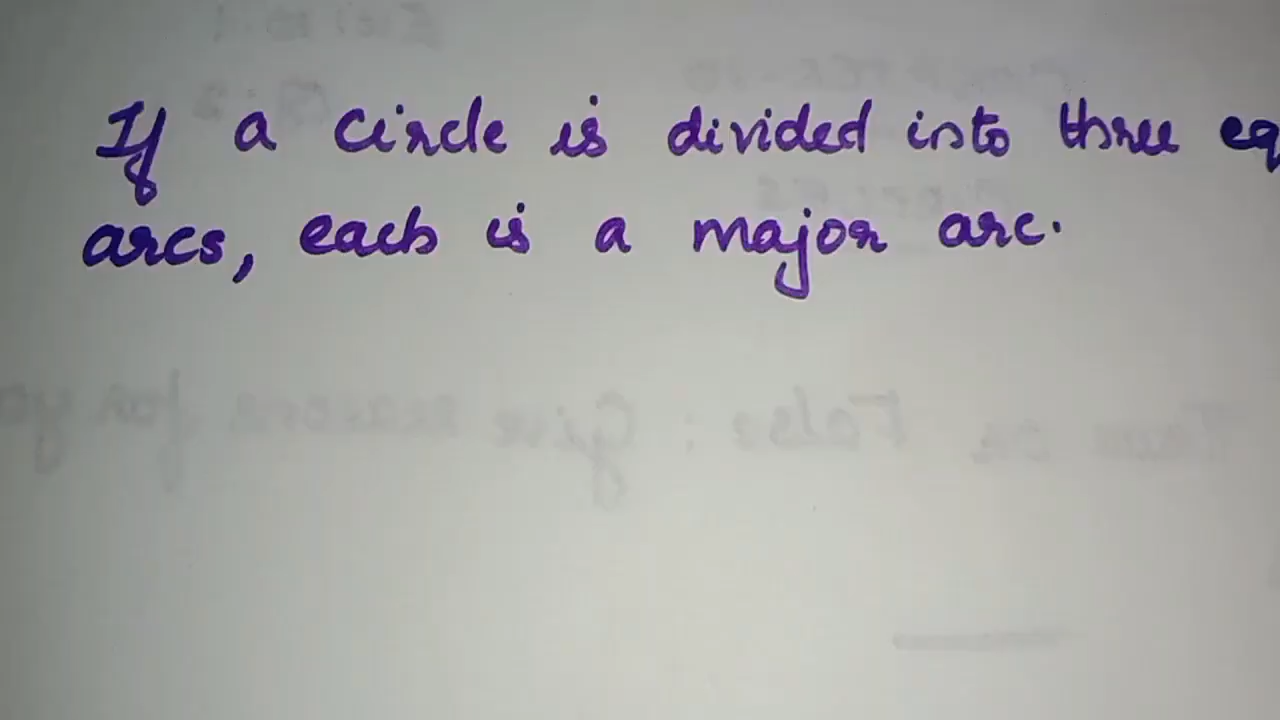 If a circle is divided into three eq
arcs, each is a major arc.